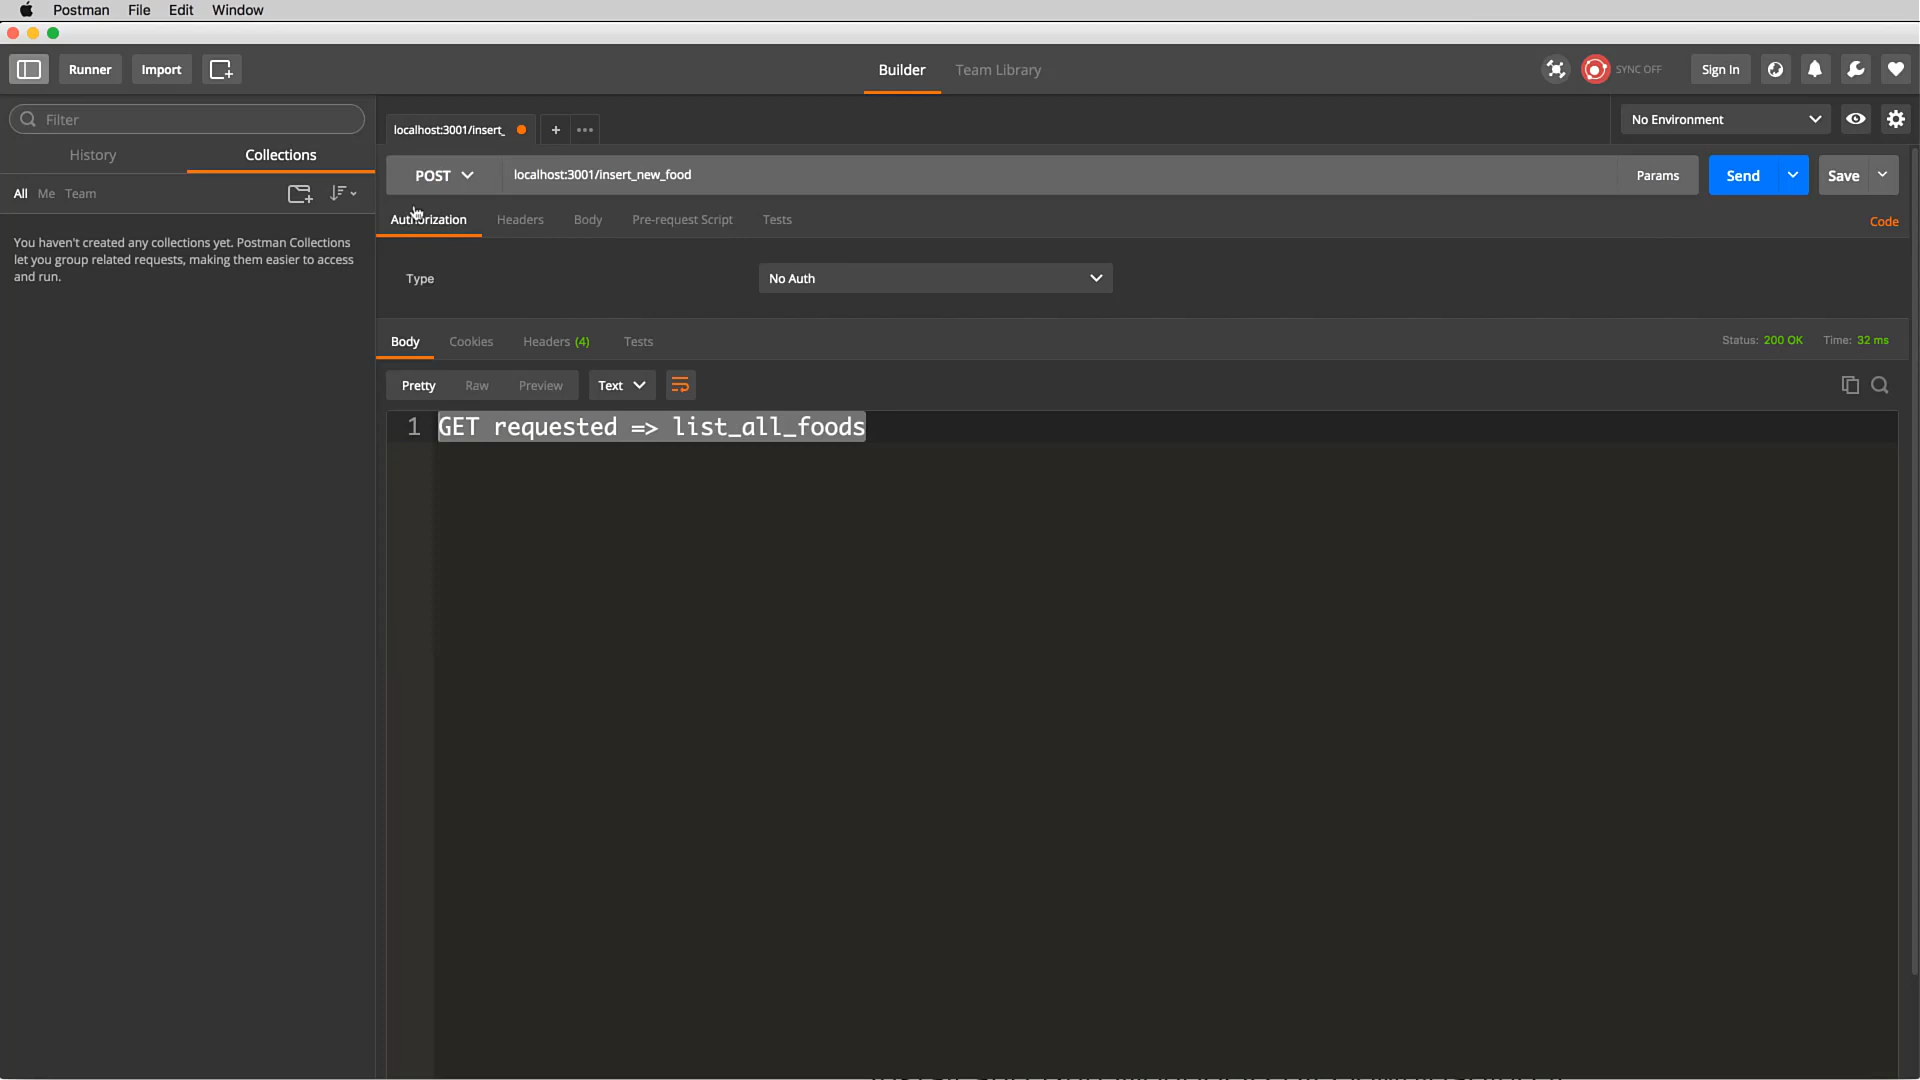 Postman File Edit Window
Runner Import Builder Team Library SYNC OFF Sign In
Filter
History Collections
All Me Team
You haven't created any collections yet. Postman Collections
let you group related requests, making them easier to access
and run.
localhost:3001/insert_ + ••• No Environment
POST localhost:3001/insert_new_food Params Send Save
Authorization Headers Body Pre-request Script Tests Code
Type No Auth
Body Cookies Headers (4) Tests Status: 200 OK Time: 32 ms
Pretty Raw Preview Text
1 GET requested => list_all_foods